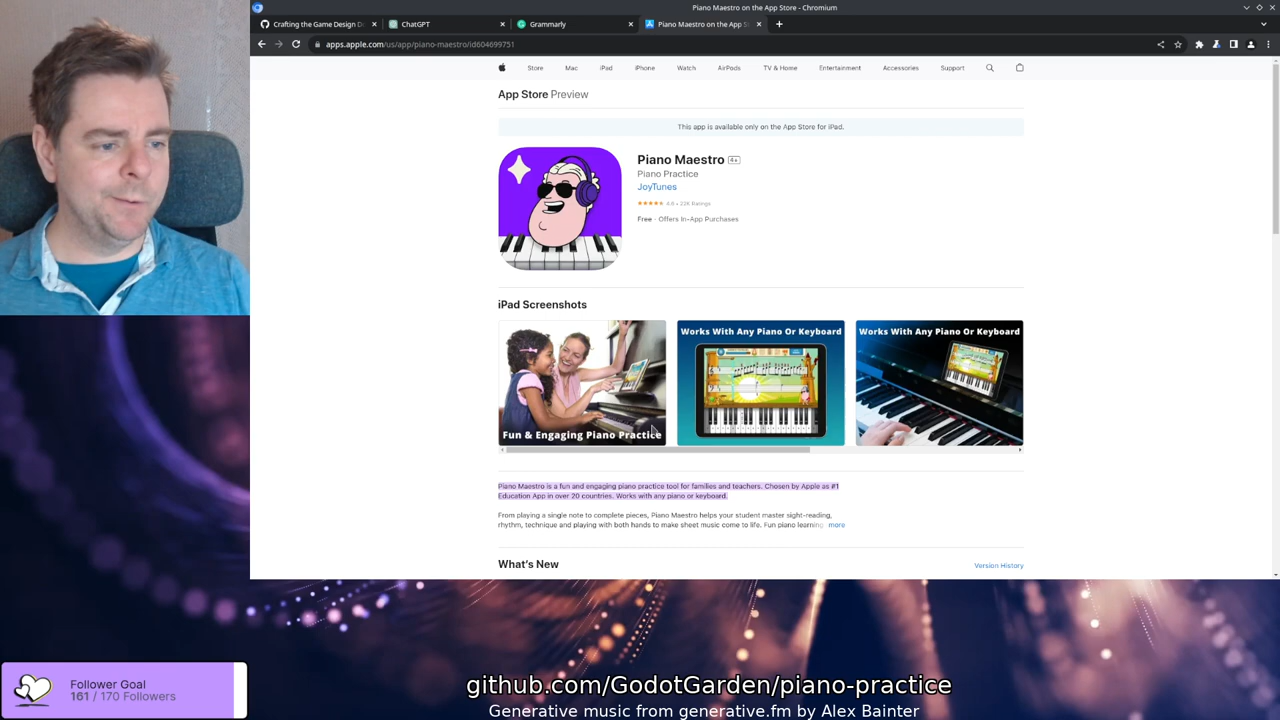 Piano Maestro on the App Store - Chromium
Crafting the Game Design D
ChatGPT
Grammarly
Piano Maestro on the App S
apps.apple.com/us/app/piano-maestro/id604699751
Store
Mac
iPad
iPhone
Watch
AirPods
TV & Home
Entertainment
Accessories
Support
App Store Preview
This app is available only on the App Store for iPad.
Piano Maestro 4+
Piano Practice
JoyTunes
4.6 • 22K Ratings
Free · Offers In-App Purchases
iPad Screenshots
Fun & Engaging Piano Practice
Works With Any Piano Or Keyboard
Works With Any Piano Or Keyboard
Piano Maestro is a fun and engaging piano practice tool for families and teachers. Chosen by Apple as #1
Education App in over 20 countries. Works with any piano or keyboard.
From playing a single note to complete pieces, Piano Maestro helps your student master sight-reading,
rhythm, technique and playing with both hands to make sheet music come to life. Fun piano learning more
What's New
Version History
Follower Goal
161 / 170 Followers
github.com/GodotGarden/piano-practice
Generative music from generative.fm by Alex Bainter